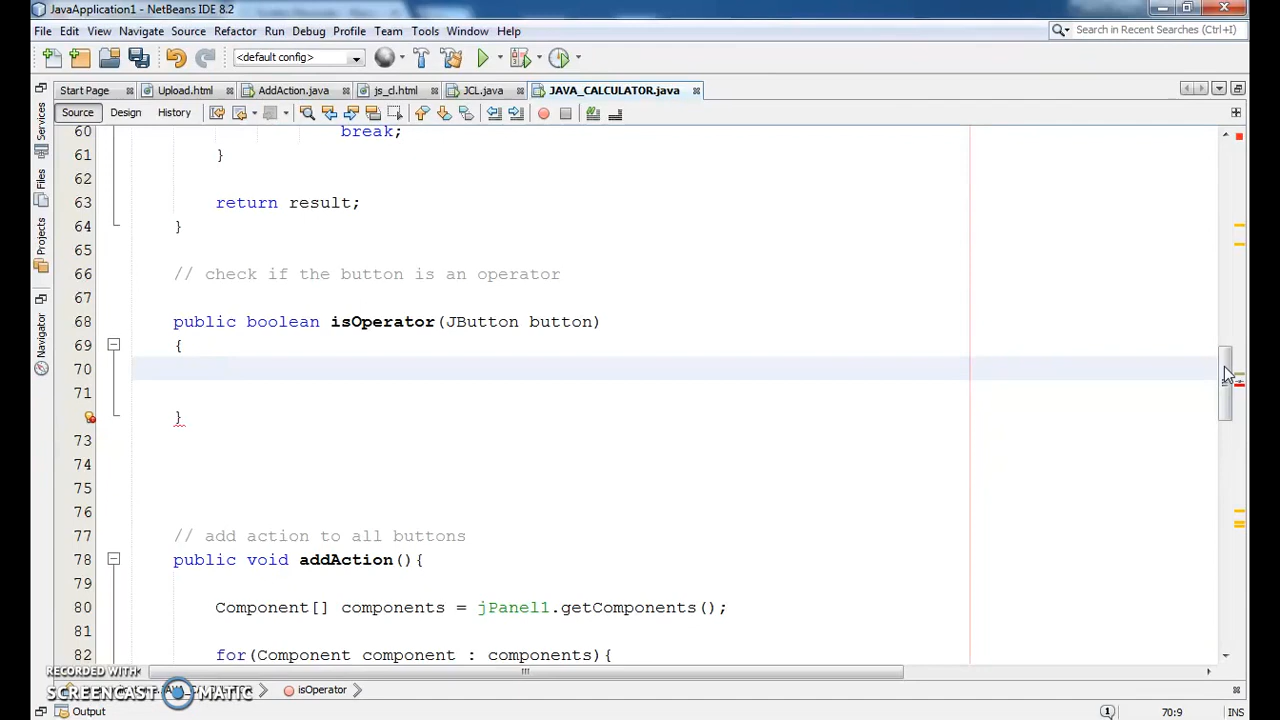 JavaApplication1 - NetBeans IDE 8.2
File Edit View Navigate Source Refactor Run Debug Profile Team Tools Window Help
Search in Recent Searches (Ctrl+I)
<default config>
Start Page Upload.html AddAction.java js_cl.html JCL.java JAVA_CALCULATOR.java
Source Design History
Services
Files
Projects
Navigator
60 break;
61 }
62
63 return result;
64 }
65
66 // check if the button is an operator
67
68 public boolean isOperator(JButton button)
69 {
70
71
}
73
74
75
76
77 // add action to all buttons
78 public void addAction(){
79
80 Component[] components = jPanel1.getComponents();
81
82 for(Component component : components){
RECORDED WITH:
SCREENCAST MATIC
isOperator
Output
1 70:9 INS